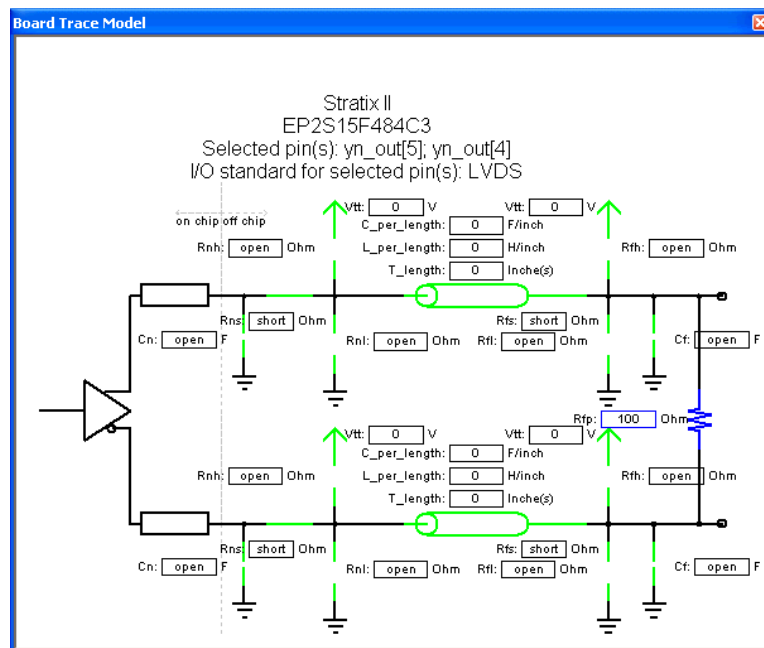 Board Trace Model
Stratix II
EP2S15F484C3
Selected pin(s): yn_out[5]; yn_out[4]
I/O standard for selected pin(s): LVDS
on chip off chip
Vtt: 0 V Vtt: 0 V
C_per_length: 0 F/inch
Rnh: open Ohm L_per_length: 0 H/inch Rfh: open Ohm
T_length: 0 Inche(s)
Rns: short Ohm Rfs: short Ohm
Cn: open F Rnl: open Ohm Rfl: open Ohm Cf: open F
Rfp: 100 Ohm
Vtt: 0 V Vtt: 0 V
C_per_length: 0 F/inch
Rnh: open Ohm L_per_length: 0 H/inch Rfh: open Ohm
T_length: 0 Inche(s)
Rns: short Ohm Rfs: short Ohm
Cn: open F Rnl: open Ohm Rfl: open Ohm Cf: open F